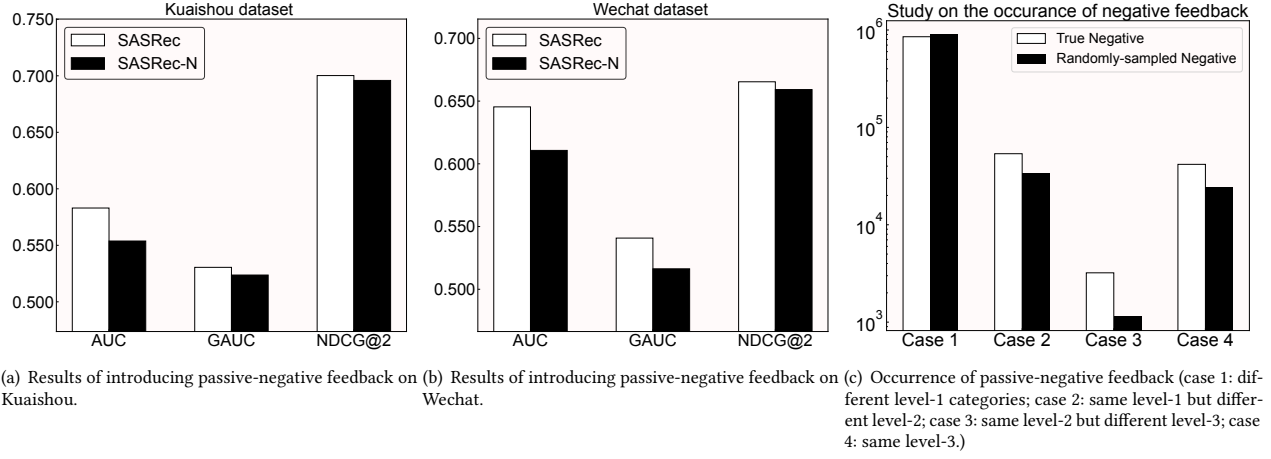 Kuaishou dataset
0.750
0.700
0.650
0.600
0.550
0.500
SASRec
SASRec-N
AUC
GAUC
NDCG@2
Wechat dataset
0.700
0.650
0.600
0.550
0.500
SASRec
SASRec-N
AUC
GAUC
NDCG@2
Study on the occurance of negative feedback
10^6
10^5
10^4
10^3
True Negative
Randomly-sampled Negative
Case 1
Case 2
Case 3
Case 4
(a) Results of introducing passive-negative feedback on
Kuaishou.
(b) Results of introducing passive-negative feedback on
Wechat.
(c) Occurrence of passive-negative feedback (case 1: dif-
ferent level-1 categories; case 2: same level-1 but differ-
ent level-2; case 3: same level-2 but different level-3; case
4: same level-3.)